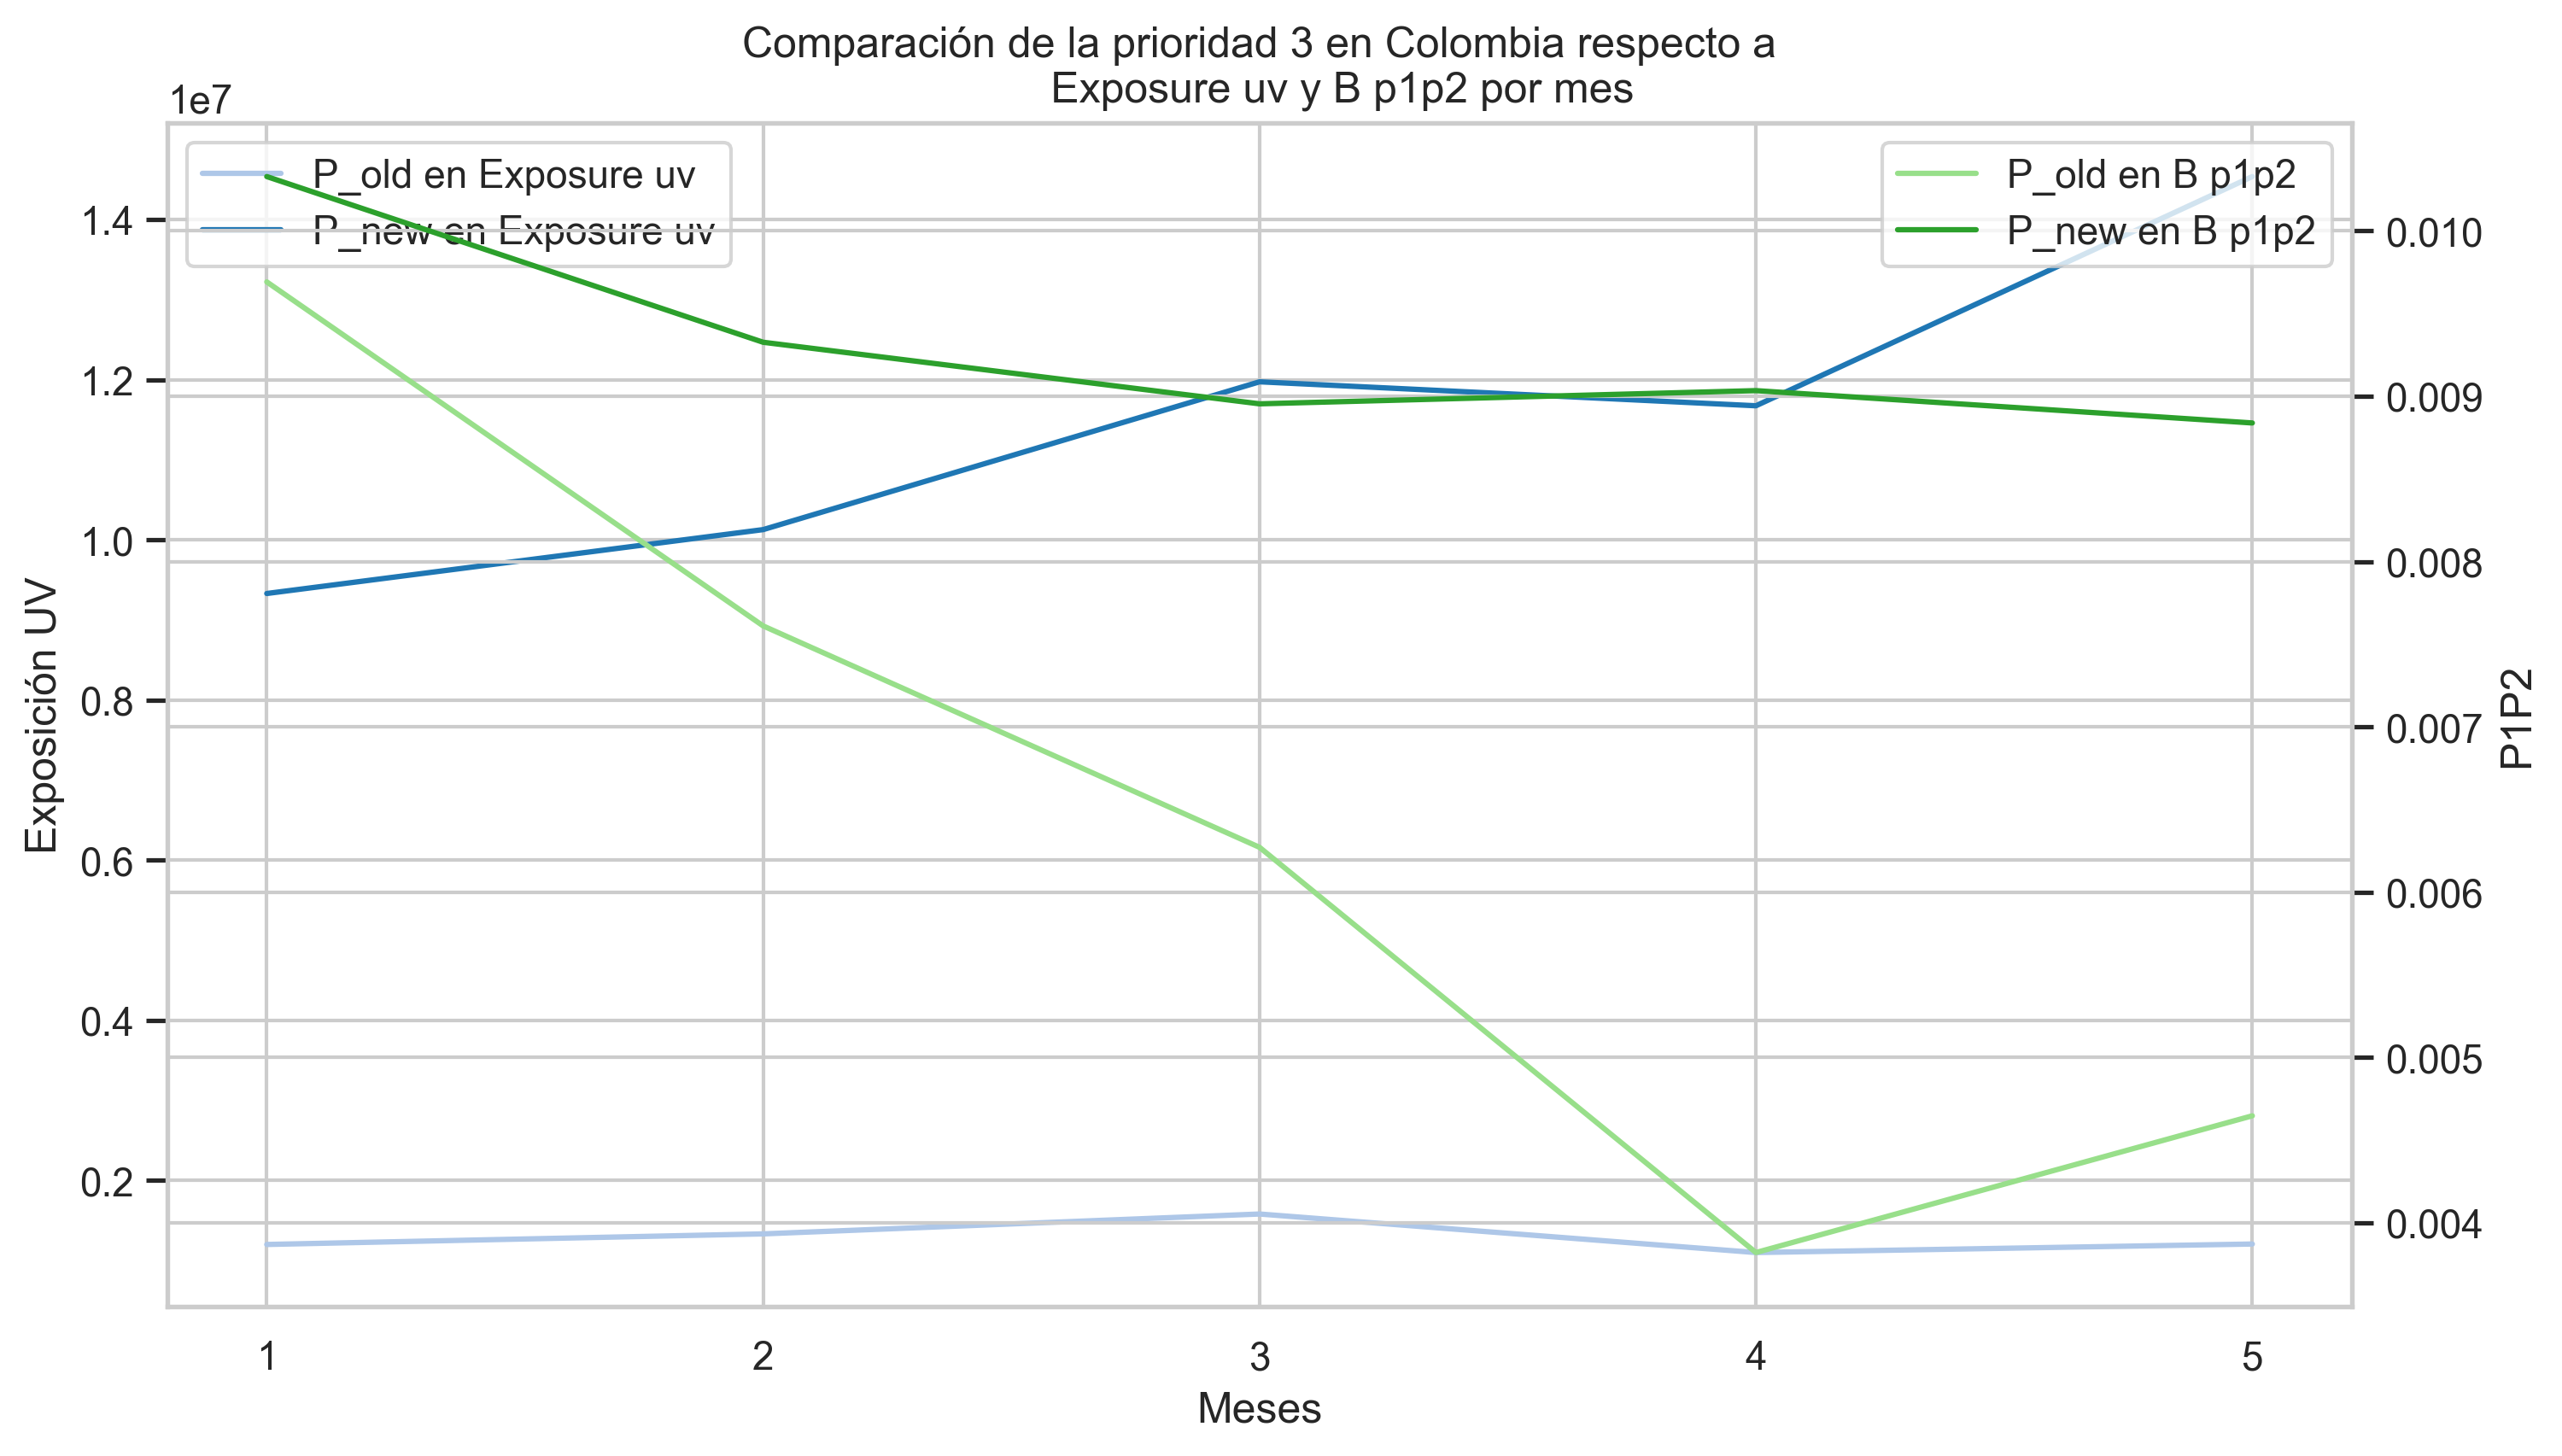 Comparación de la prioridad 3 en Colombia respecto a
Exposure uv y B p1p2 por mes
1e7
P_old en Exposure uv
P_new en Exposure uv
P_old en B p1p2
P_new en B p1p2
1.4
1.2
1.0
0.8
0.6
0.4
0.2
Exposición UV
0.010
0.009
0.008
0.007
0.006
0.005
0.004
P1P2
1 2 3 4 5
Meses